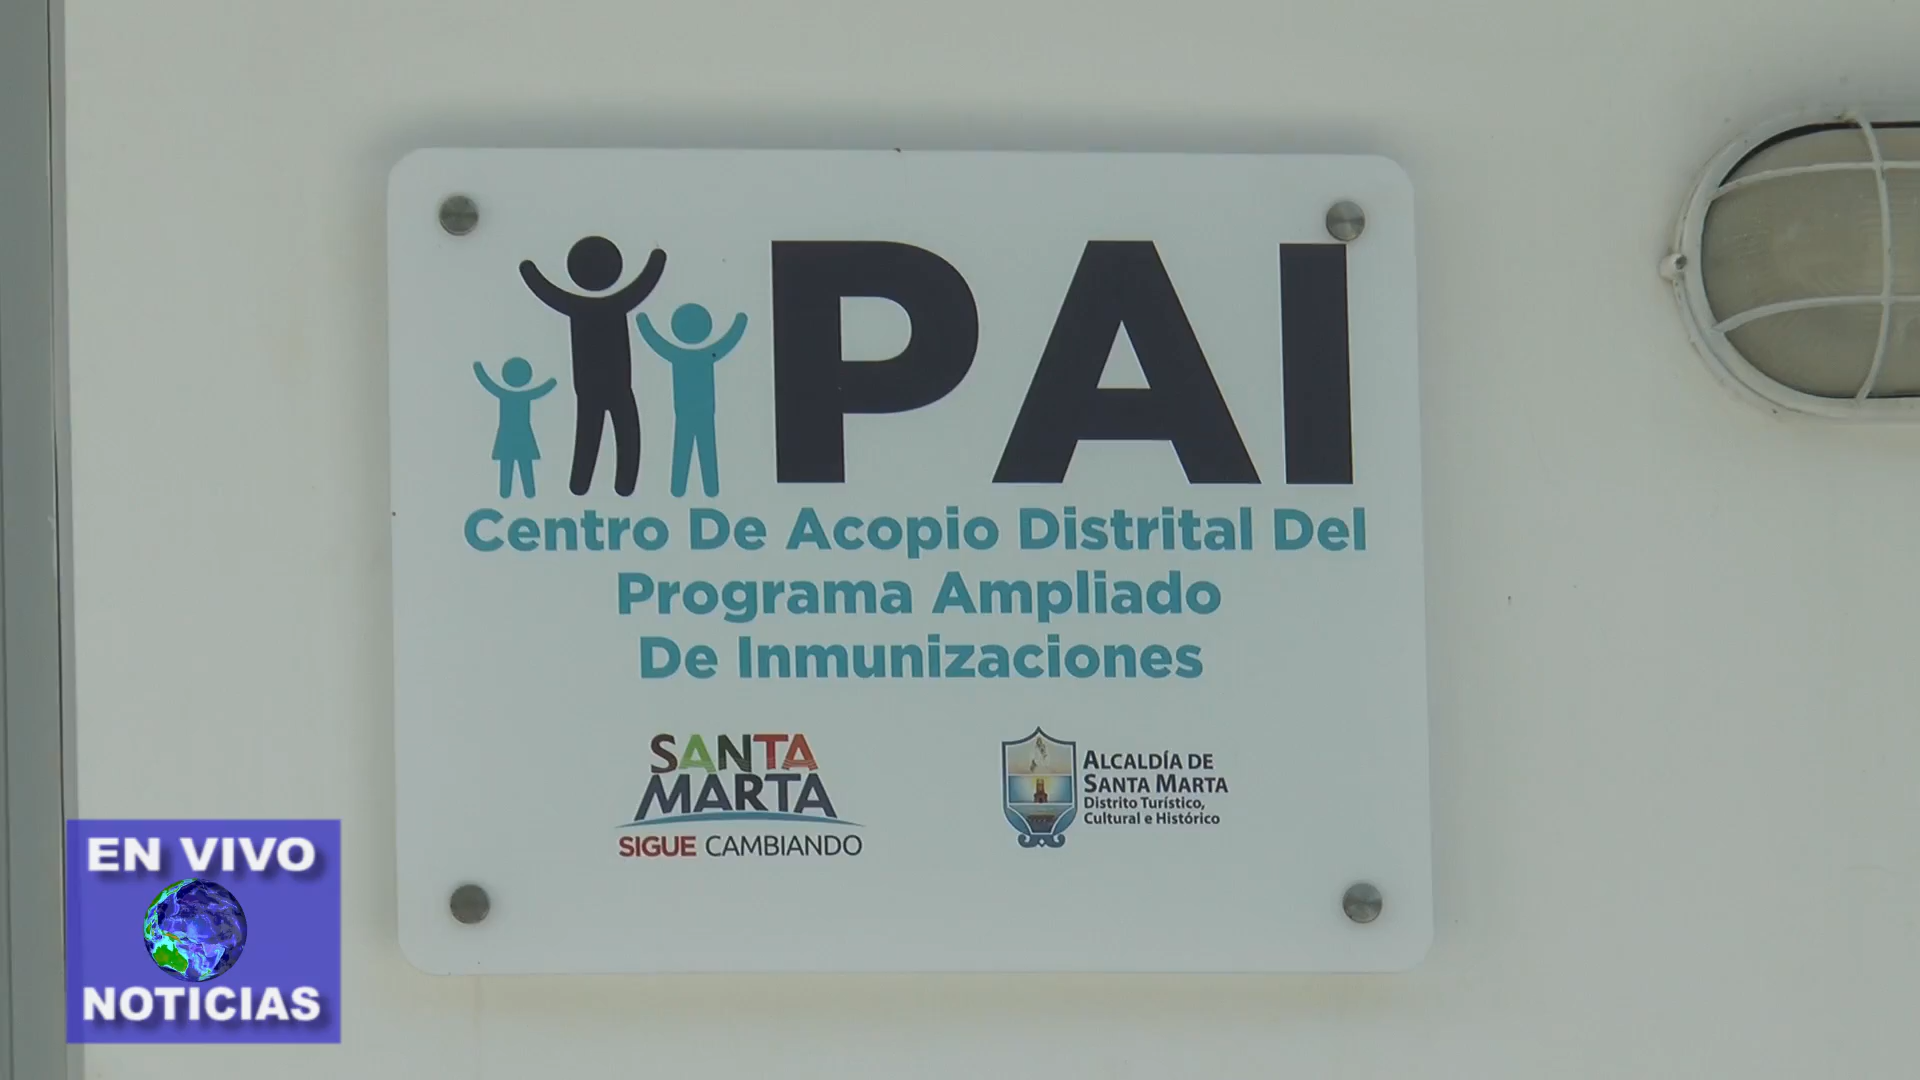 PAI
Centro De Acopio Distrital Del
Programa Ampliado
De Inmunizaciones
SANTA
MARTA
SIGUE CAMBIANDO
ALCALDÍA DE
SANTA MARTA
Distrito Turístico,
Cultural e Histórico
EN VIVO
NOTICIAS